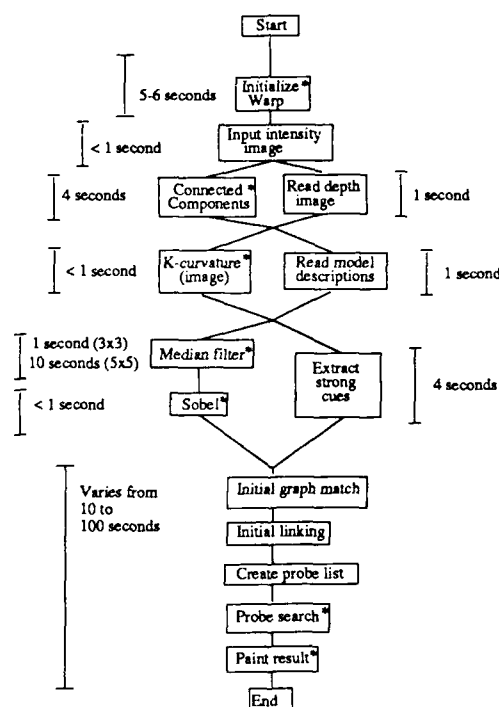 Start
5-6 seconds
Initialize*
Warp
< 1 second
Input intensity
image
4 seconds
Connected*
Components
Read depth
image
1 second
< 1 second
K-curvature*
(image)
Read model
descriptions
1 second
1 second (3x3)
10 seconds (5x5)
Median filter*
Extract
strong
cues
4 seconds
< 1 second
Sobel*
Varies from
10 to
100 seconds
Initial graph match
Initial linking
Create probe list
Probe search*
Paint result*
End